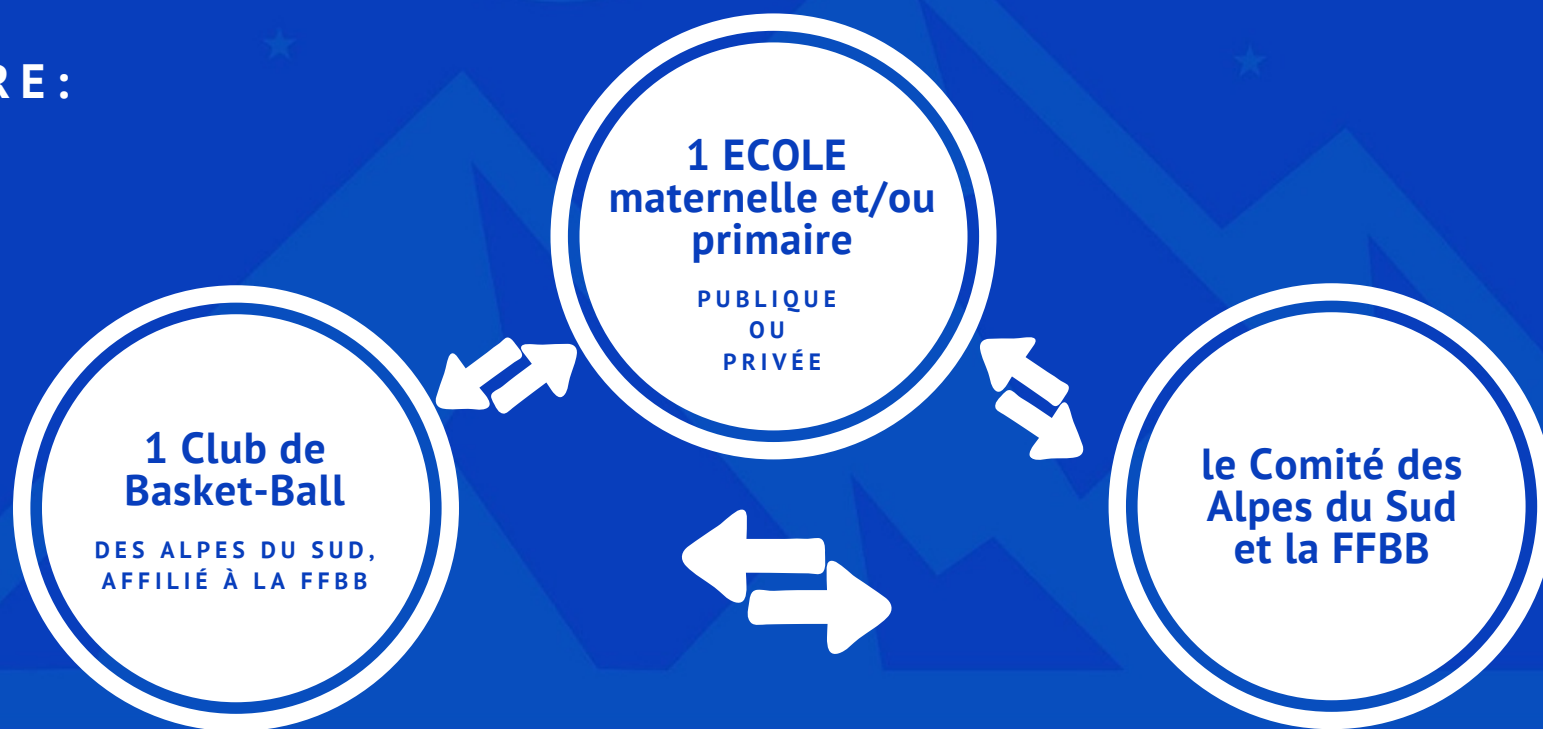 RE:
1 ECOLE
maternelle et/ou
primaire
PUBLIQUE
OU
PRIVÉE
1 Club de
Basket-Ball
DES ALPES DU SUD,
AFFILIÉ À LA FFBB
le Comité des
Alpes du Sud
et la FFBB